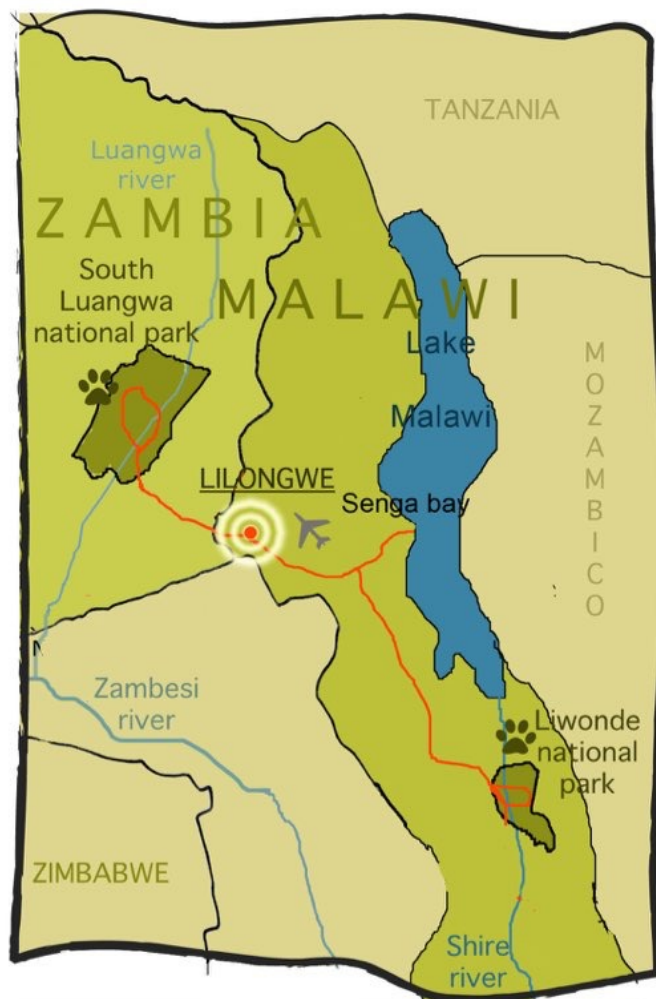 TANZANIA
Luangwa
river
ZAMBIA
South
Luangwa
national park
MALAWI
Lake
Malawi
MOZAMBICO
LILONGWE
Senga bay
Zambesi
river
Liwonde
national
park
ZIMBABWE
Shire
river